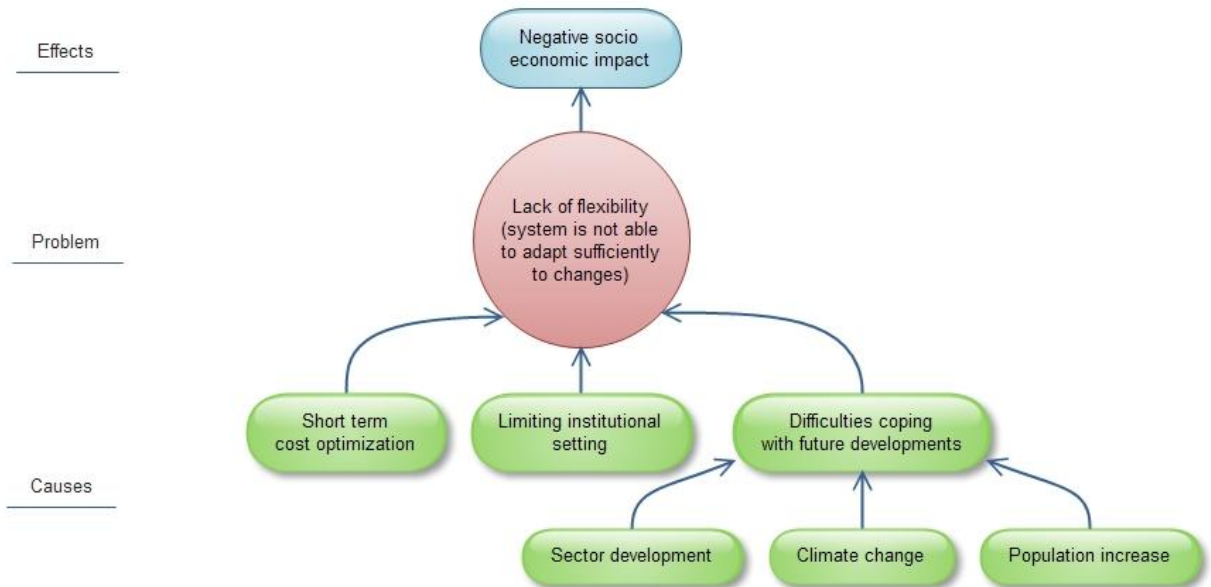 Effects
Negative socio
economic impact
Problem
Lack of flexibility
(system is not able
to adapt sufficiently
to changes)
Short term
cost optimization
Limiting institutional
setting
Difficulties coping
with future developments
Causes
Sector development
Climate change
Population increase